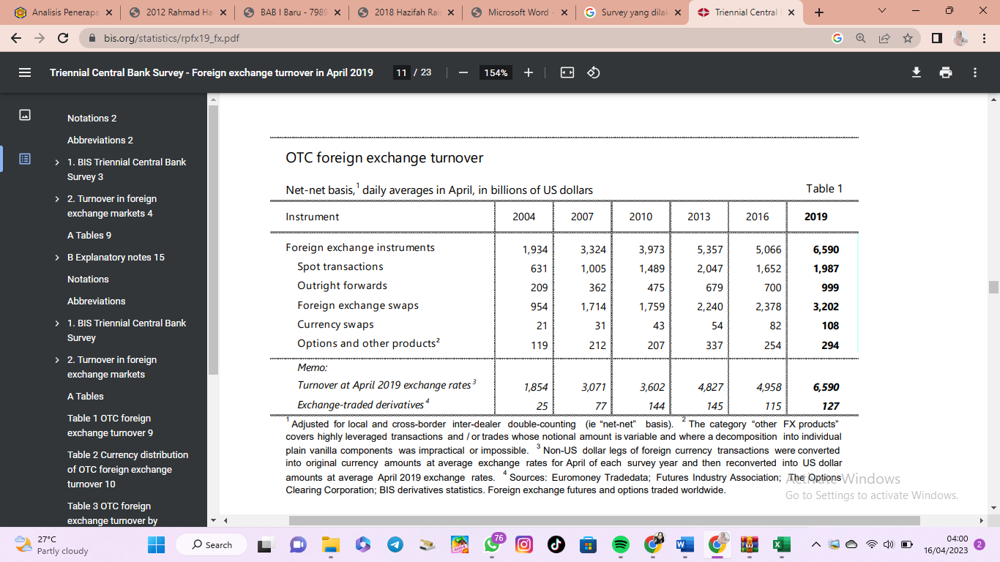 Analisis Penerapa
2012 Rahmad Ha
BAB I Baru - 7989
2018 Hazifah Rais
Microsoft Word -
Survey yang dilak
Triennial Central
bis.org/statistics/rpfx19_fx.pdf
Triennial Central Bank Survey - Foreign exchange turnover in April 2019
11 / 23
154%
Notations 2
Abbreviations 2
1. BIS Triennial Central Bank
Survey 3
2. Turnover in foreign
exchange markets 4
A Tables 9
B Explanatory notes 15
Notations
Abbreviations
1. BIS Triennial Central Bank
Survey
2. Turnover in foreign
exchange markets
A Tables
Table 1 OTC foreign
exchange turnover 9
Table 2 Currency distribution
of OTC foreign exchange
turnover 10
Table 3 OTC foreign
exchange turnover by
OTC foreign exchange turnover
Net-net basis,1 daily averages in April, in billions of US dollars Table 1
Instrument 2004 2007 2010 2013 2016 2019
Foreign exchange instruments 1,934 3,324 3,973 5,357 5,066 6,590
Spot transactions 631 1,005 1,489 2,047 1,652 1,987
Outright forwards 209 362 475 679 700 999
Foreign exchange swaps 954 1,714 1,759 2,240 2,378 3,202
Currency swaps 21 31 43 54 82 108
Options and other products2 119 212 207 337 254 294
Memo:
Turnover at April 2019 exchange rates3 1,854 3,071 3,602 4,827 4,958 6,590
Exchange-traded derivatives4 25 77 144 145 115 127
1 Adjusted for local and cross-border inter-dealer double-counting (ie “net-net” basis). 2 The category “other FX products”
covers highly leveraged transactions and / or trades whose notional amount is variable and where a decomposition into individual
plain vanilla components was impractical or impossible. 3 Non-US dollar legs of foreign currency transactions were converted
into original currency amounts at average exchange rates for April of each survey year and then reconverted into US dollar
amounts at average April 2019 exchange rates. 4 Sources: Euromoney Tradedata; Futures Industry Association; The Options
Clearing Corporation; BIS derivatives statistics. Foreign exchange futures and options traded worldwide.
Activate Windows
Go to Settings to activate Windows.
27°C
Partly cloudy
Search
76
04:00
16/04/2023
2